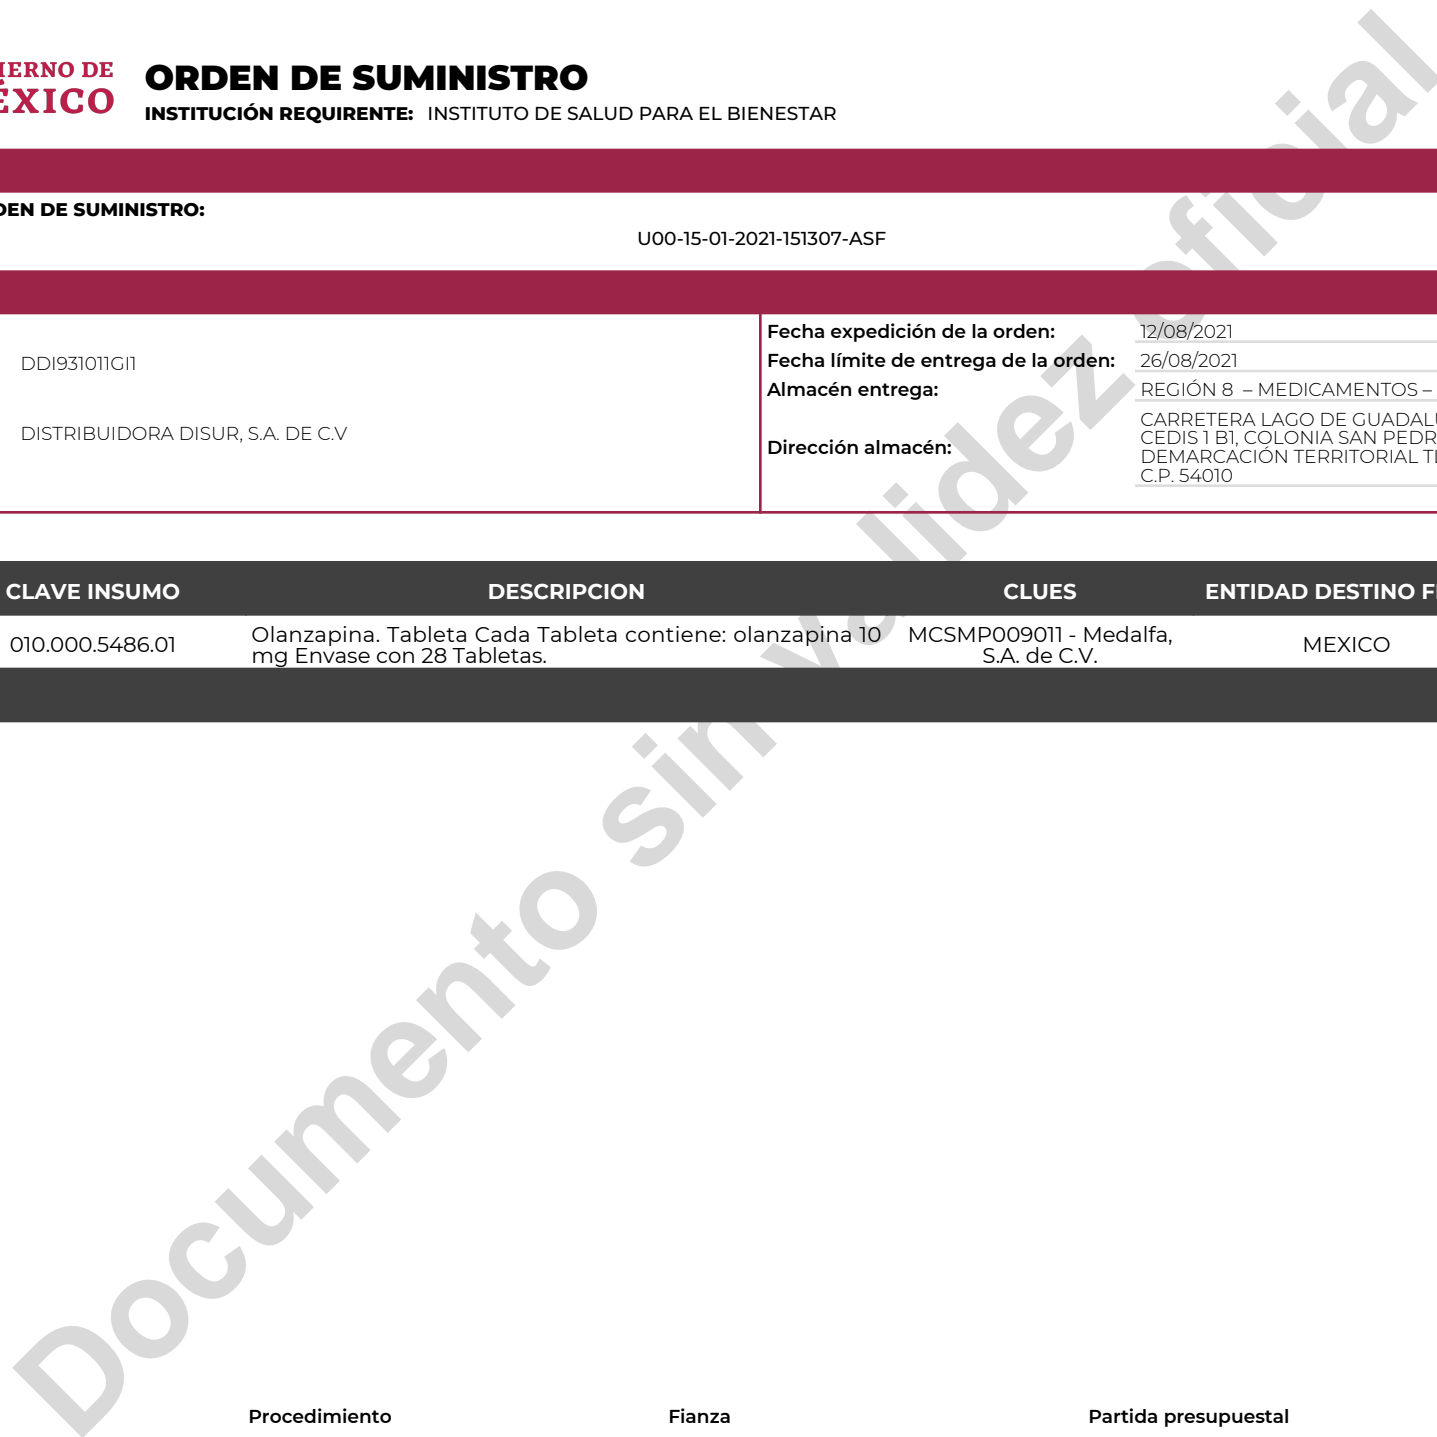 IERNO DE
ÉXICO
ORDEN DE SUMINISTRO
INSTITUCIÓN REQUIRENTE: INSTITUTO DE SALUD PARA EL BIENESTAR
DEN DE SUMINISTRO:
U00-15-01-2021-151307-ASF
DDI931011GI1
DISTRIBUIDORA DISUR, S.A. DE C.V
Fecha expedición de la orden: 12/08/2021
Fecha límite de entrega de la orden: 26/08/2021
Almacén entrega: REGIÓN 8 – MEDICAMENTOS –
Dirección almacén: CARRETERA LAGO DE GUADALU
CEDIS 1 B1, COLONIA SAN PEDR
DEMARCACIÓN TERRITORIAL TL
C.P. 54010
CLAVE INSUMO DESCRIPCION CLUES ENTIDAD DESTINO F
010.000.5486.01 Olanzapina. Tableta Cada Tableta contiene: olanzapina 10 MCSMP009011 - Medalfa, MEXICO
mg Envase con 28 Tabletas. S.A. de C.V.
Documento sin validez oficial
Procedimiento Fianza Partida presupuestal